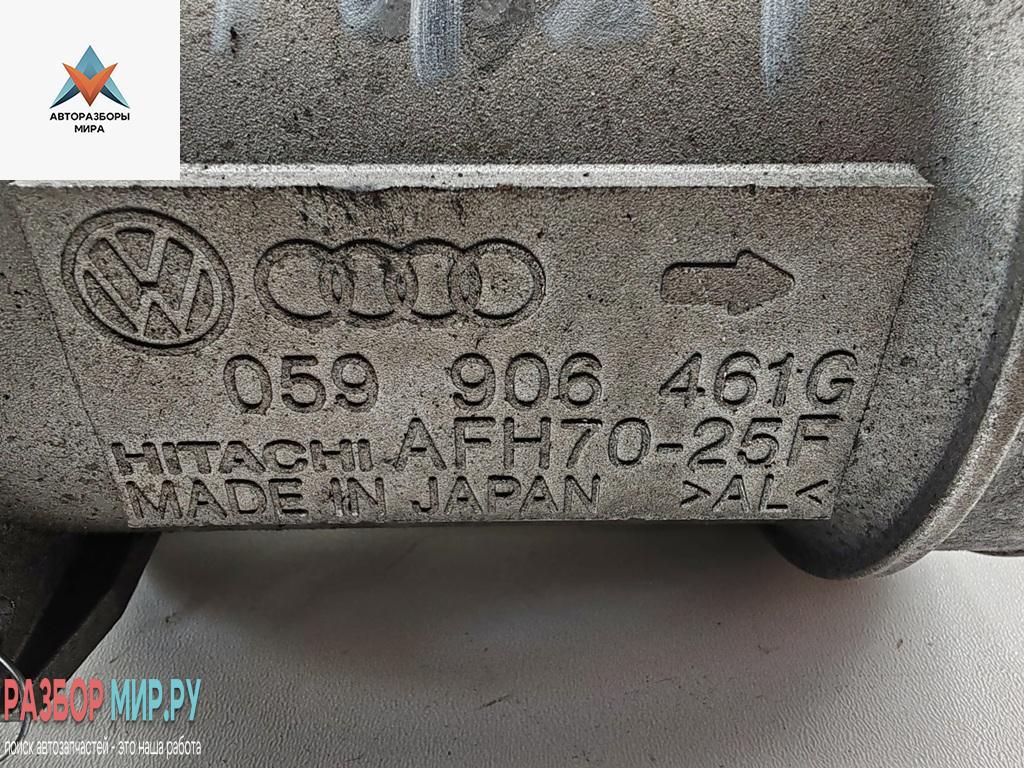 АВТОРАЗБОРЫ
МИРА
059 906 461G
HITACHI AFH70-25F
MADE IN JAPAN >AL<
РАЗБОР МИР.РУ
поиск автозапчастей - это наша работа